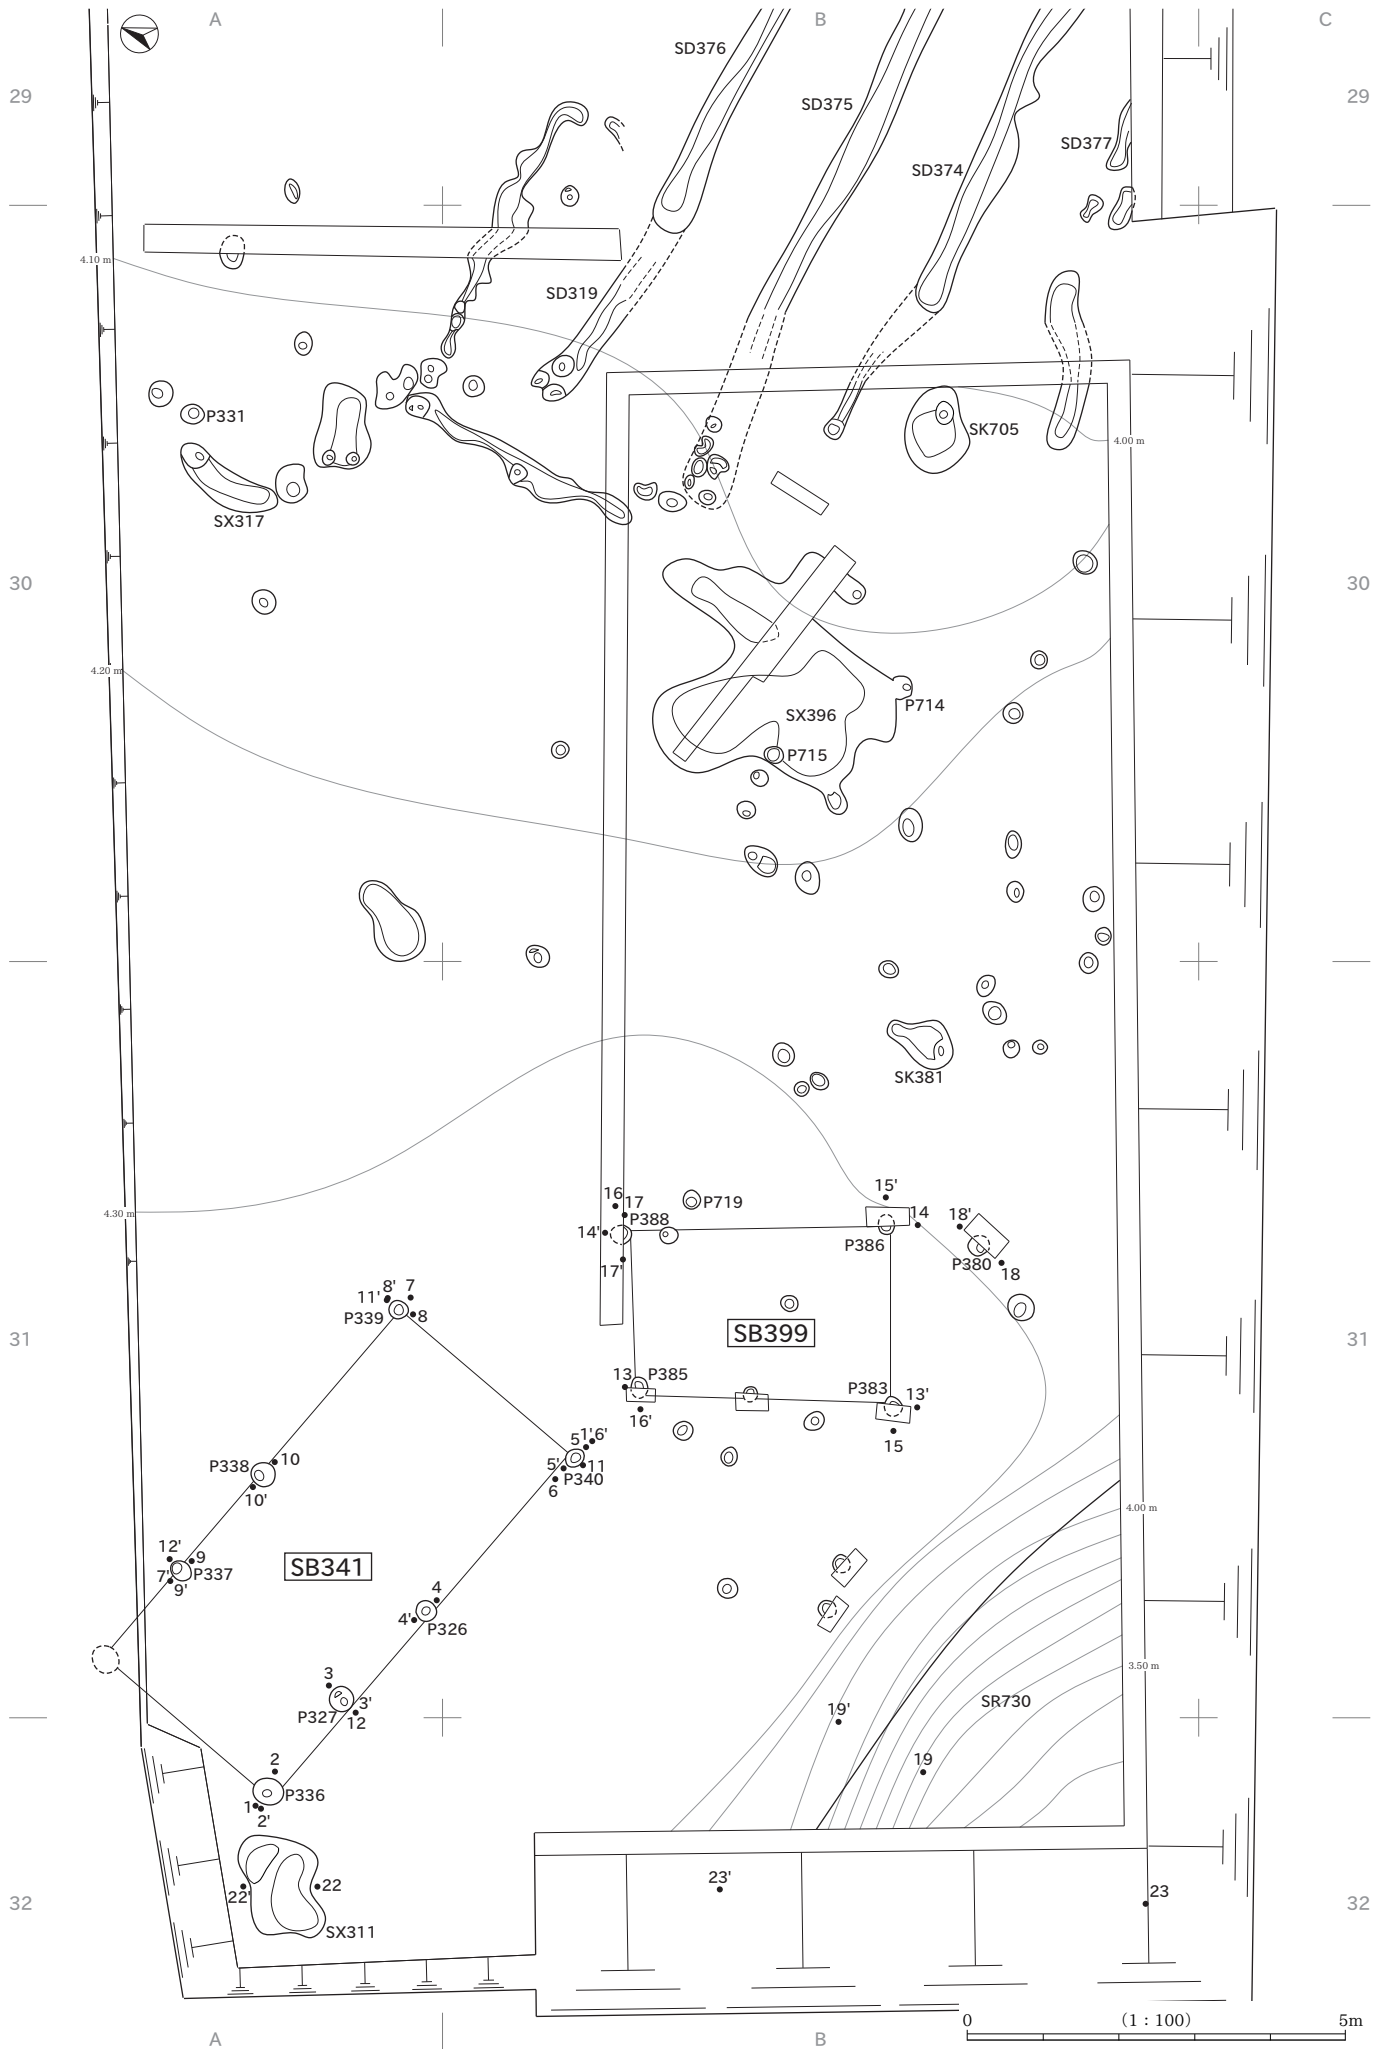 A B C
SD376
29 SD375 29
SD377
SD374
4.10 m
SD319
P331
SK705
4.00 m
SX317
30 30
4.20 m
P714
SX396
P715
SK381
15'
16 P719
4.30 m 17 14 18'
P388
14' P386
P380
17' 18
8' 7
11'
P339 8
31 SB399 31
13 P385 P383 13'
16'
5 1' 6' 15
P338 10 5' 11
P340
6
10'
4.00 m
12' 9
SB341
7' P337
9'
4
4' P326
3.50 m
3
3' SR730
P327 12 19'
2 19
P336
1
2'
23'
22' 22 23
32 32
SX311
0 (1 : 100) 5m
A B